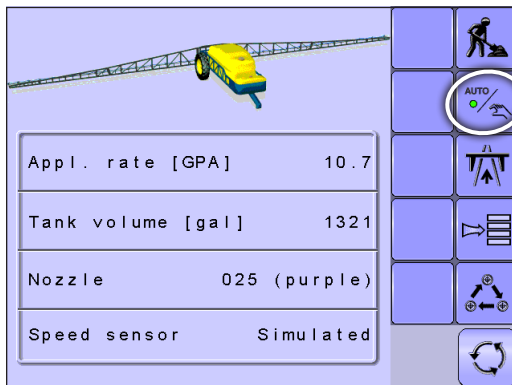 AUTO
Appl. rate [GPA] 10.7
Tank volume [gal] 1321
Nozzle 025 (purple)
Speed sensor Simulated